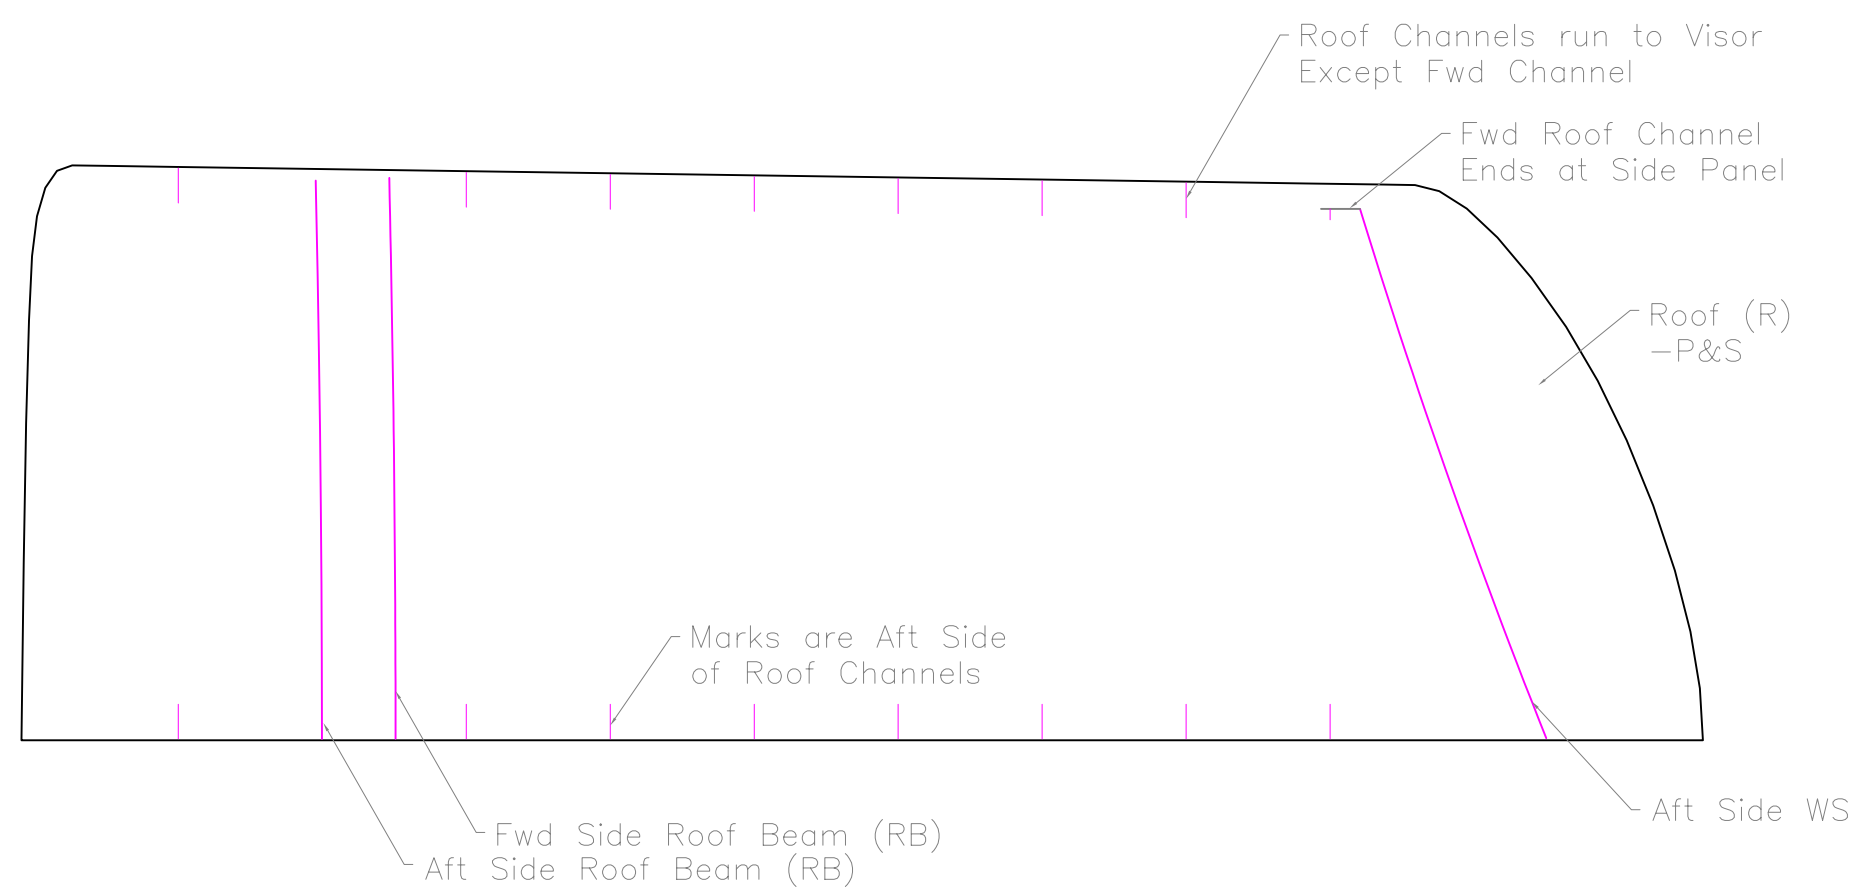 Roof Channels run to Visor
Except Fwd Channel
Fwd Roof Channel
Ends at Side Panel
Roof (R)
-P&S
Marks are Aft Side
of Roof Channels
Aft Side WS
Fwd Side Roof Beam (RB)
Aft Side Roof Beam (RB)